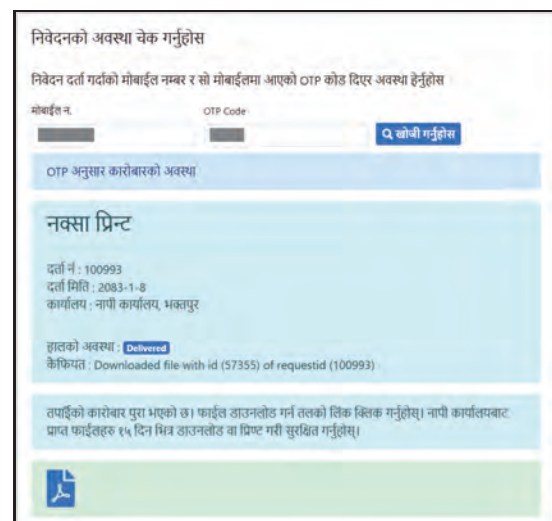 निवेदनको अवस्था चेक गर्नुहोस
निवेदन दर्ता गर्दाको मोबाईल नम्बर र सो मोबाईलमा आएको OTP कोड दिएर अवस्था हेर्नुहोस
मोबाईल न. OTP Code
खोजी गर्नुहोस
OTP अनुसार कारोबारको अवस्था
नक्सा प्रिन्ट
दर्ता नं : 100993
दर्ता मिति : 2083-1-8
कार्यालय : नापी कार्यालय, भक्तपुर
हालको अवस्था : Delivered
कैफियत : Downloaded file with id (57355) of requestid (100993)
तपाईको कारोबार पुरा भएको छ। फाईल डाउनलोड गर्न तलको लिंक क्लिक गर्नुहोस्। नापी कार्यालयबाट
प्राप्त फाईलहरु १५ दिन भित्र डाउनलोड वा प्रिण्ट गरी सुरक्षित गर्नुहोस्।